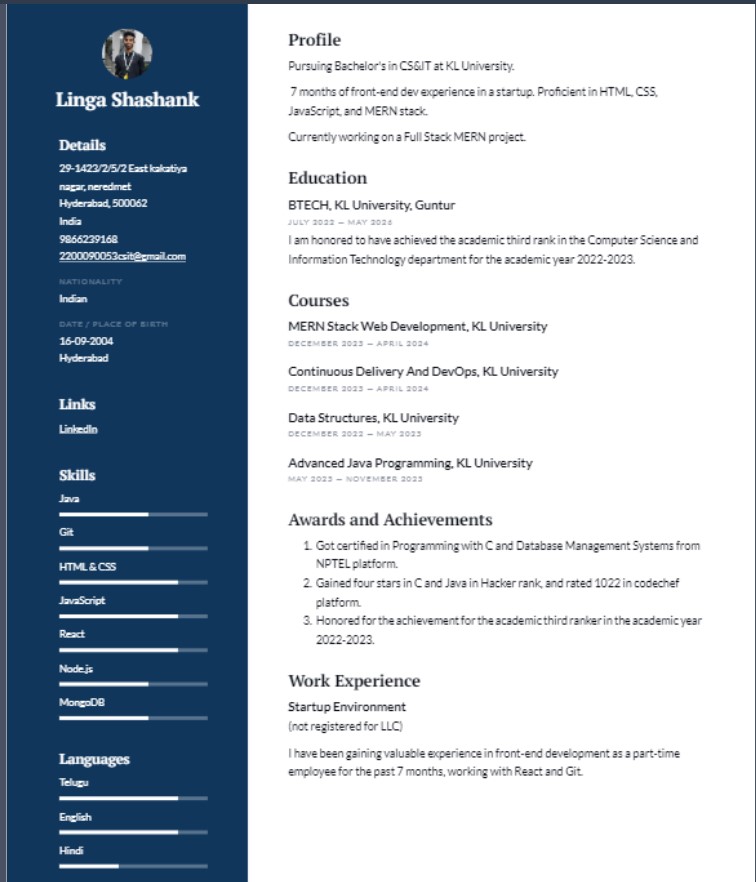 Linga Shashank
Details
29-1423/2/5/2 East kakatiya
nagar, neredmet
Hyderabad, 500062
India
9866239168
2200090053csit@gmail.com
NATIONALITY
Indian
DATE / PLACE OF BIRTH
16-09-2004
Hyderabad
Links
LinkedIn
Skills
Java
Git
HTML & CSS
JavaScript
React
Node.js
MongoDB
Languages
Telugu
English
Hindi
Profile
Pursuing Bachelor's in CS&IT at KL University.
7 months of front-end dev experience in a startup. Proficient in HTML, CSS,
JavaScript, and MERN stack.
Currently working on a Full Stack MERN project.
Education
BTECH, KL University, Guntur
JULY 2022 — MAY 2026
I am honored to have achieved the academic third rank in the Computer Science and
Information Technology department for the academic year 2022-2023.
Courses
MERN Stack Web Development, KL University
DECEMBER 2023 — APRIL 2024
Continuous Delivery And DevOps, KL University
DECEMBER 2023 — APRIL 2024
Data Structures, KL University
DECEMBER 2022 — MAY 2023
Advanced Java Programming, KL University
MAY 2023 — NOVEMBER 2023
Awards and Achievements
1. Got certified in Programming with C and Database Management Systems from
NPTEL platform.
2. Gained four stars in C and Java in Hacker rank, and rated 1022 in codechef
platform.
3. Honored for the achievement for the academic third ranker in the academic year
2022-2023.
Work Experience
Startup Environment
(not registered for LLC)
I have been gaining valuable experience in front-end development as a part-time
employee for the past 7 months, working with React and Git.